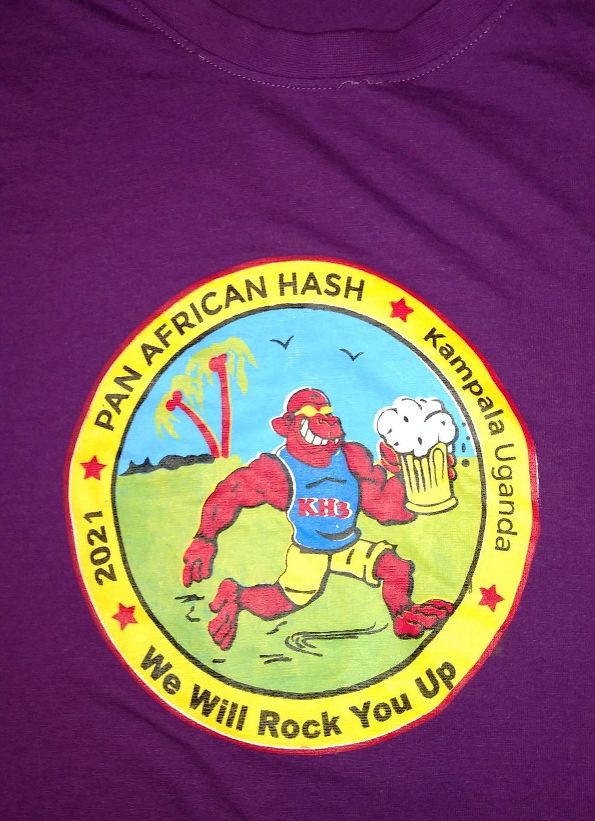 2021
PAN AFRICAN HASH
Kampala Uganda
KH3
We Will Rock You Up